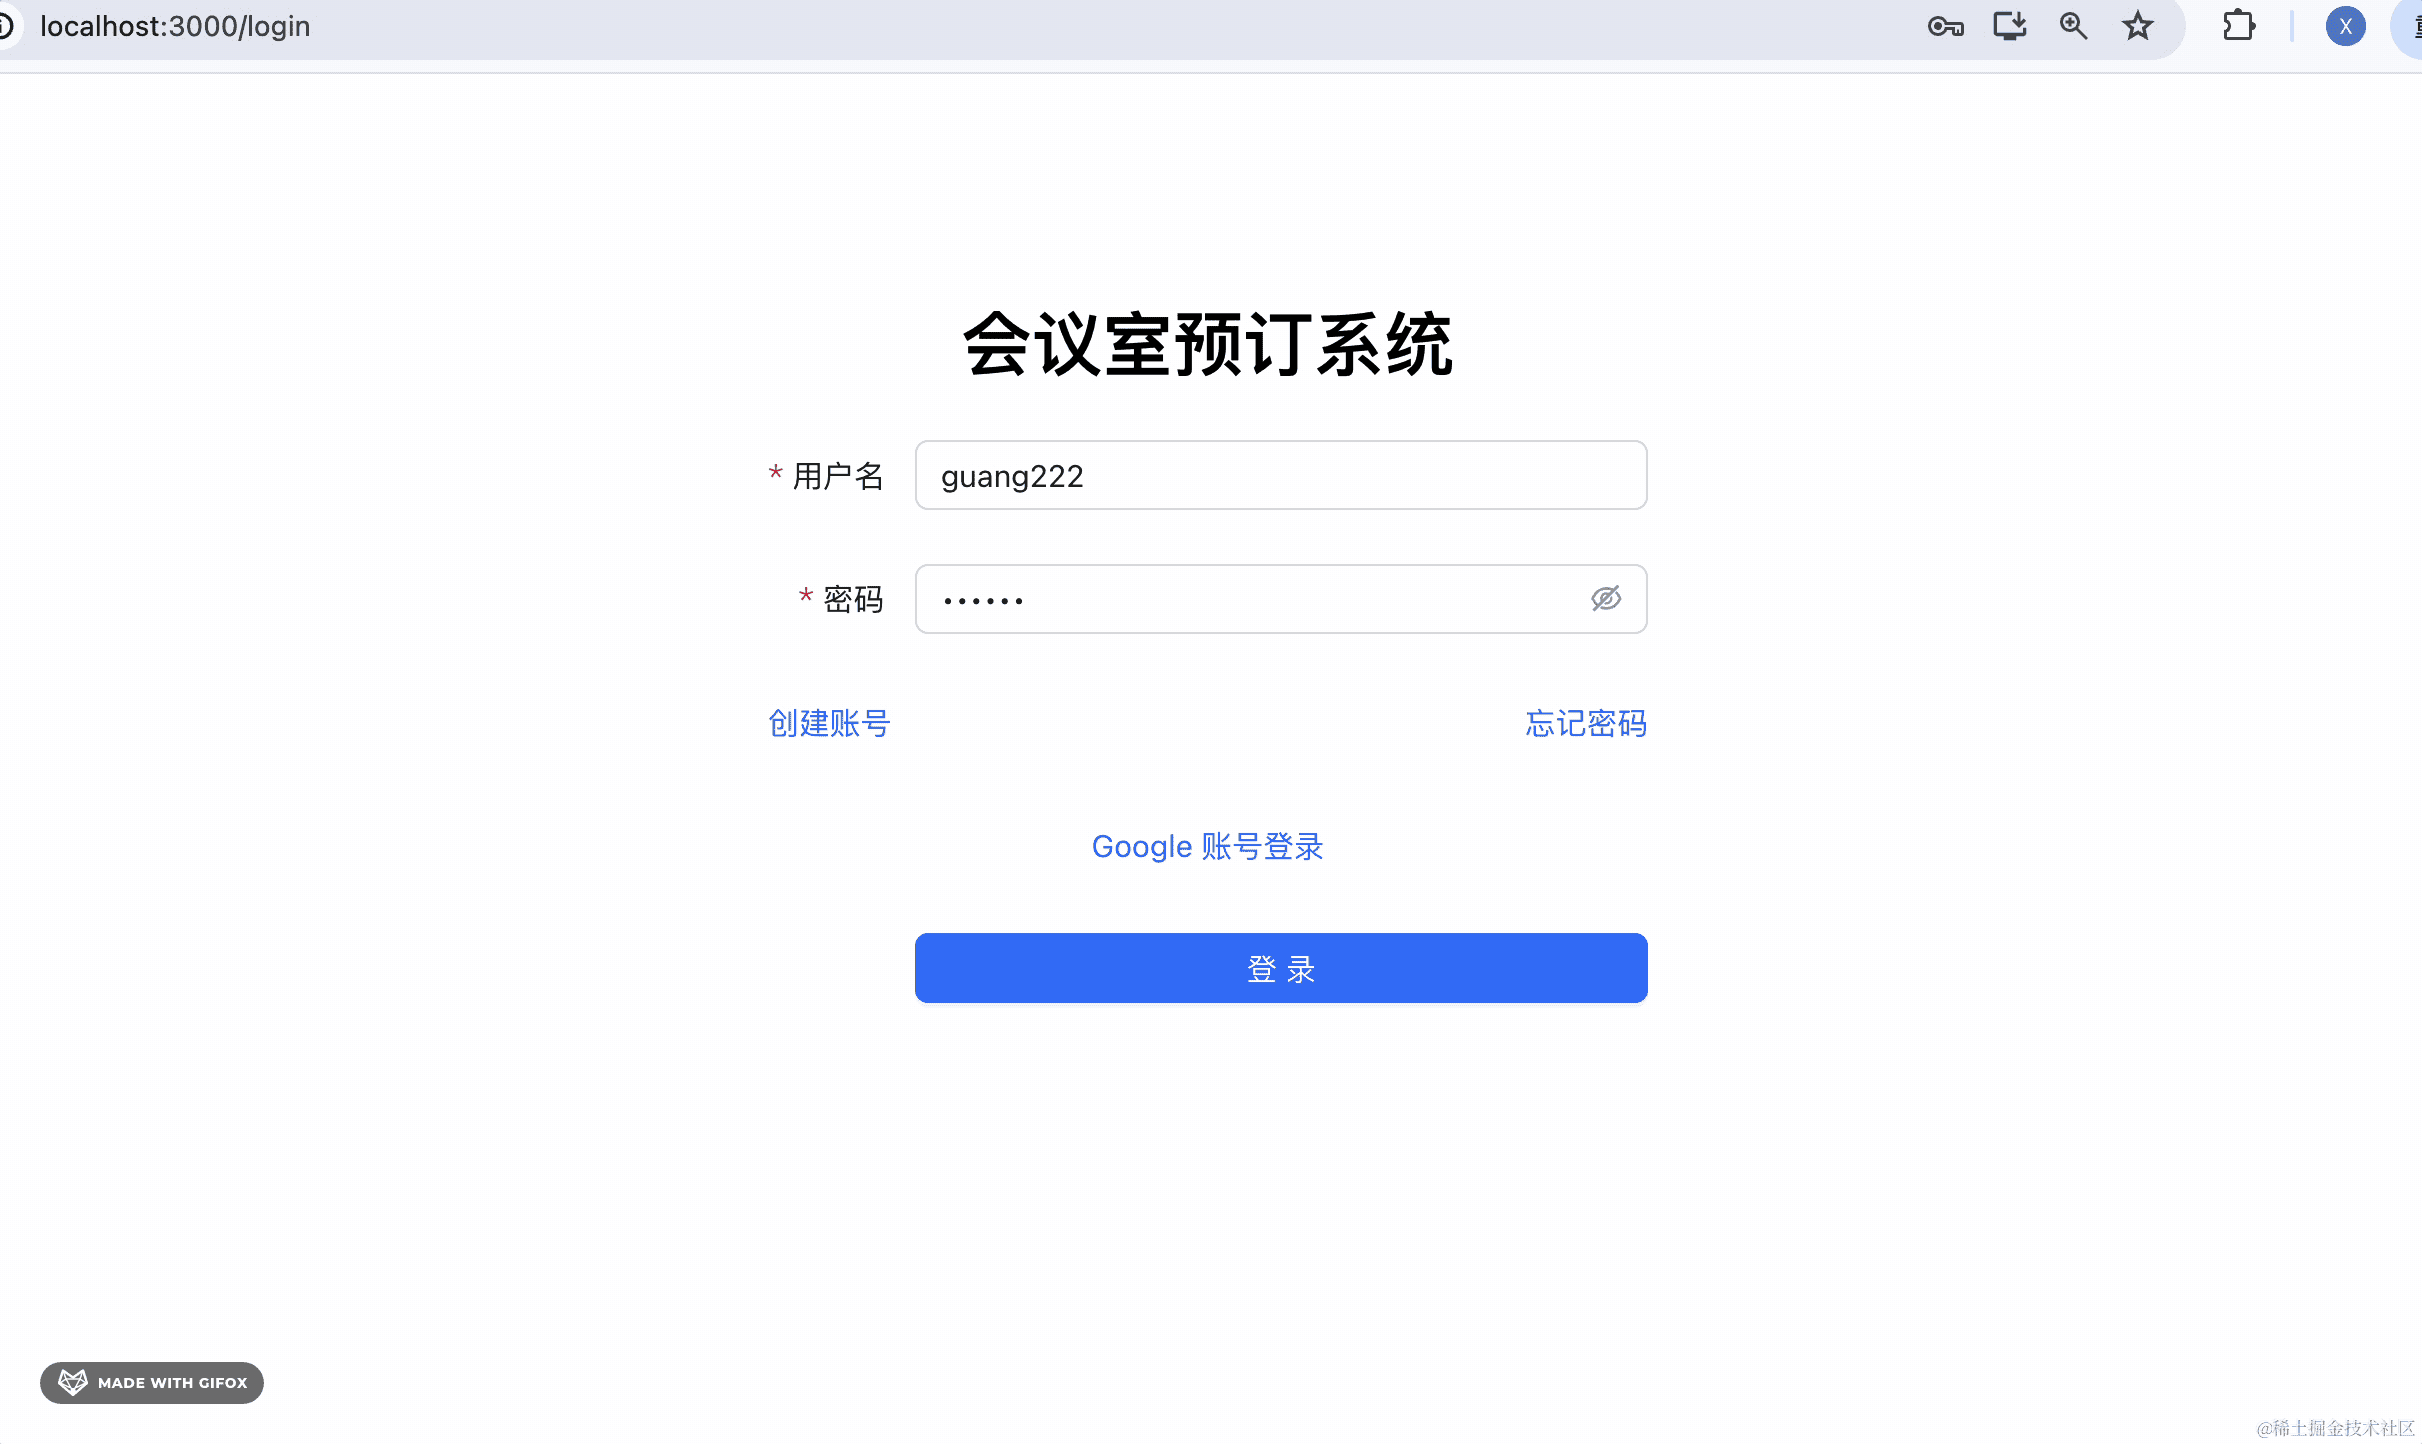 localhost:3000/login
X
会议室预订系统
* 用户名
guang222
* 密码
••••••
创建账号
忘记密码
Google 账号登录
登 录
MADE WITH GIFOX
@稀土掘金技术社区